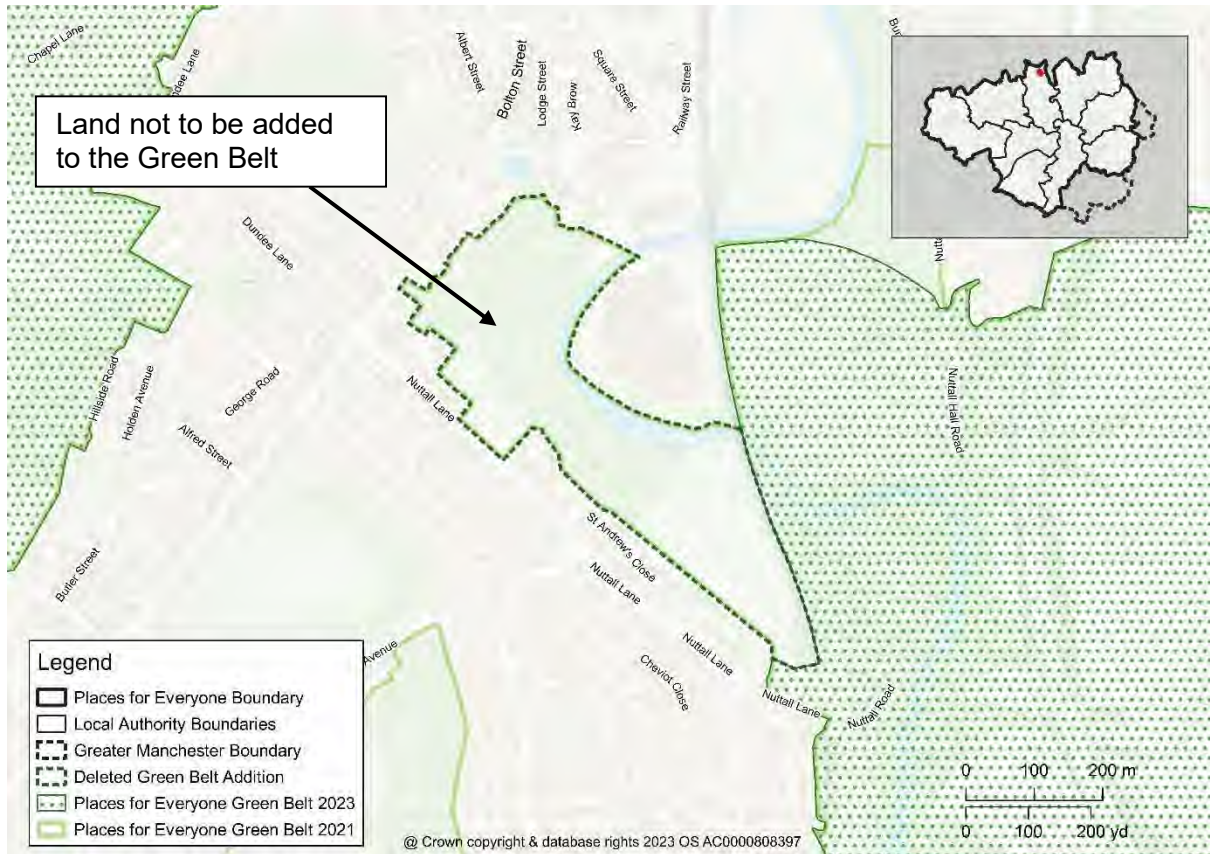 Chapel Lane
Dundee Lane
Albert Street
Bolton Street
Lodge Street
Kay Brow
Square Street
Railway Street
Land not to be added
to the Green Belt
Dundee Lane
Hillside Road
Holden Avenue
George Road
Alfred Street
Nuttall Lane
Nuttall Hall Road
Butler Street
St Andrew's Close
Nuttall Lane
Nuttall Lane
Cheviot Close
Nuttall Lane
Nuttall Road
Avenue
Legend
Places for Everyone Boundary
Local Authority Boundaries
Greater Manchester Boundary
Deleted Green Belt Addition
Places for Everyone Green Belt 2023
Places for Everyone Green Belt 2021
0 100 200 m
0 100 200 yd
@ Crown copyright & database rights 2023 OS AC0000808397